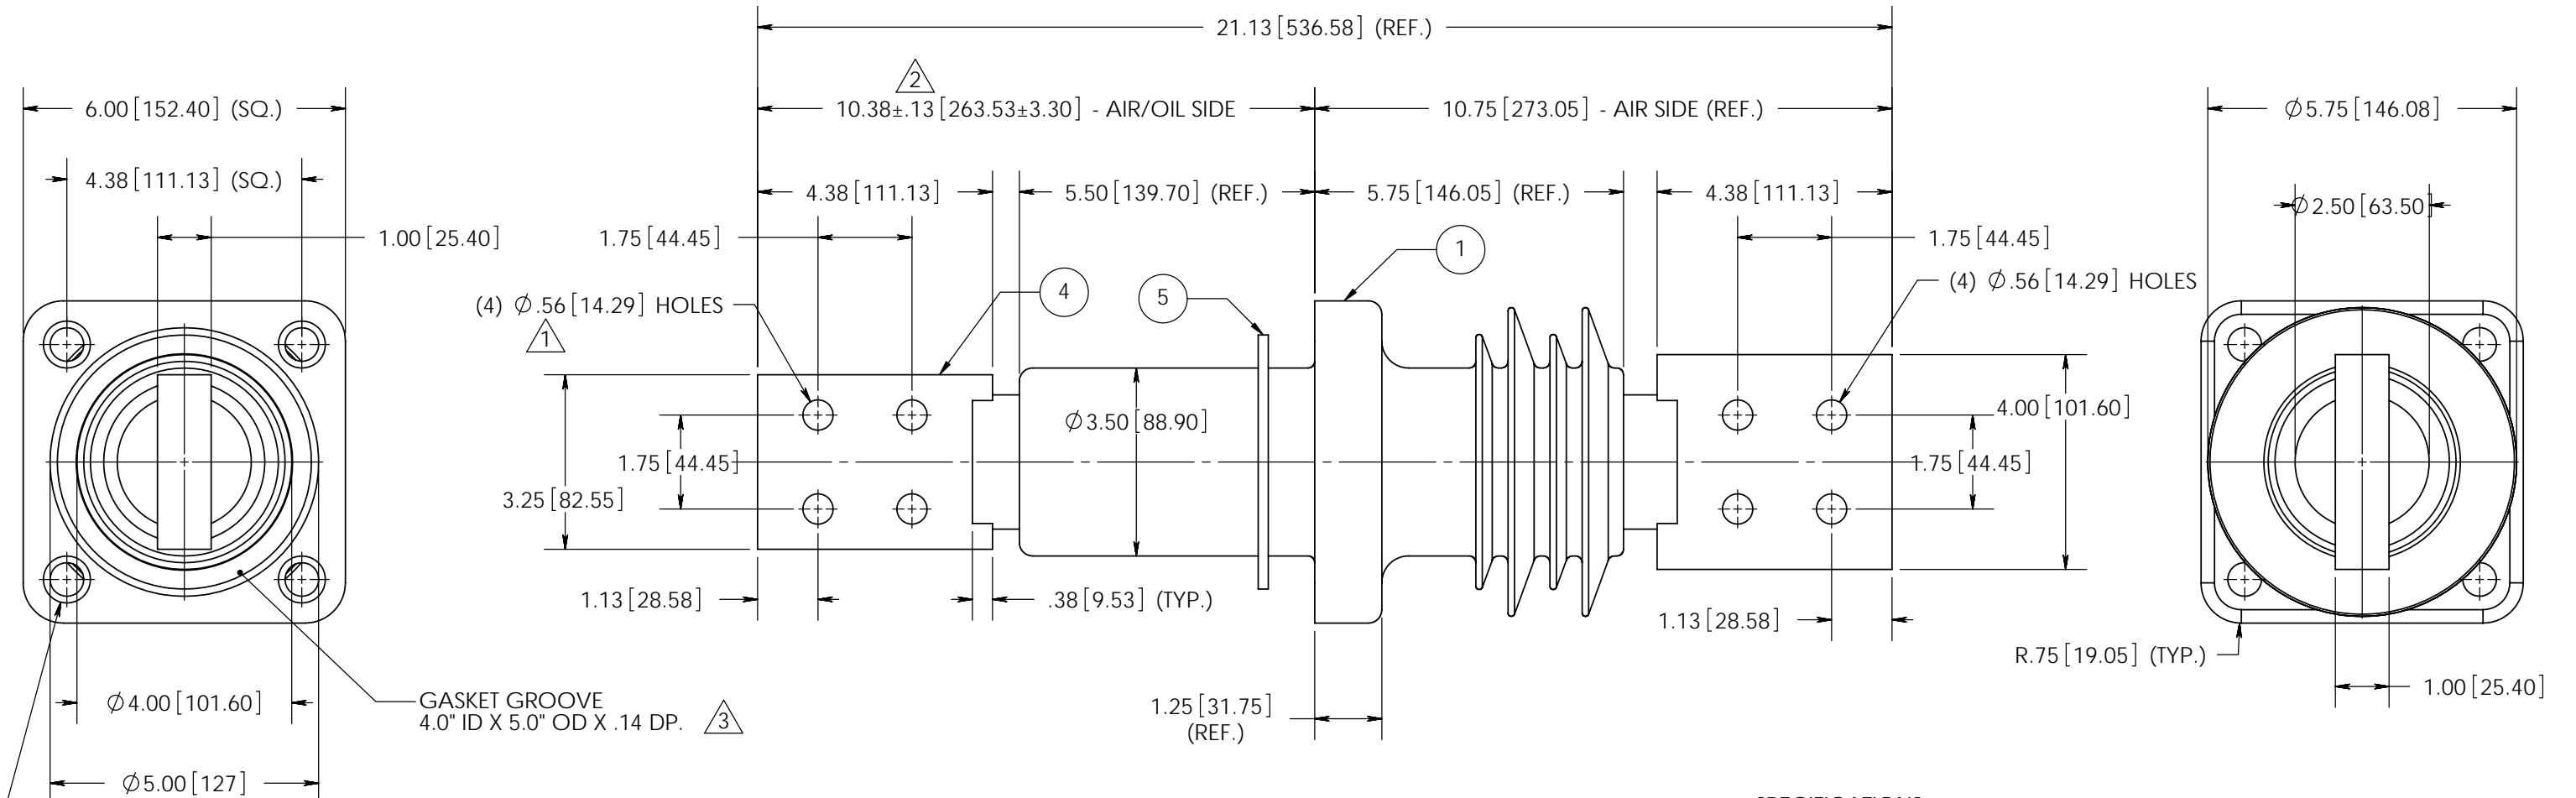 21.13[536.58] (REF.)
2
6.00[152.40] (SQ.)
10.38±.13[263.53±3.30] - AIR/OIL SIDE
10.75[273.05] - AIR SIDE (REF.)
Ø5.75[146.08]
4.38[111.13] (SQ.)
4.38[111.13]
5.50[139.70] (REF.)
5.75[146.05] (REF.)
4.38[111.13]
Ø2.50[63.50]
1.00[25.40]
1.75[44.45]
1
1.75[44.45]
(4) Ø.56[14.29] HOLES
1
4
5
(4) Ø.56[14.29] HOLES
Ø3.50[88.90]
4.00[101.60]
1.75[44.45]
1.75[44.45]
3.25[82.55]
1.13[28.58]
.38[9.53] (TYP.)
1.13[28.58]
R.75[19.05] (TYP.)
1.00[25.40]
Ø4.00[101.60]
GASKET GROOVE
4.0" ID X 5.0" OD X .14 DP.
3
1.25[31.75]
(REF.)
Ø5.00[127]
SPECIFICATIONS